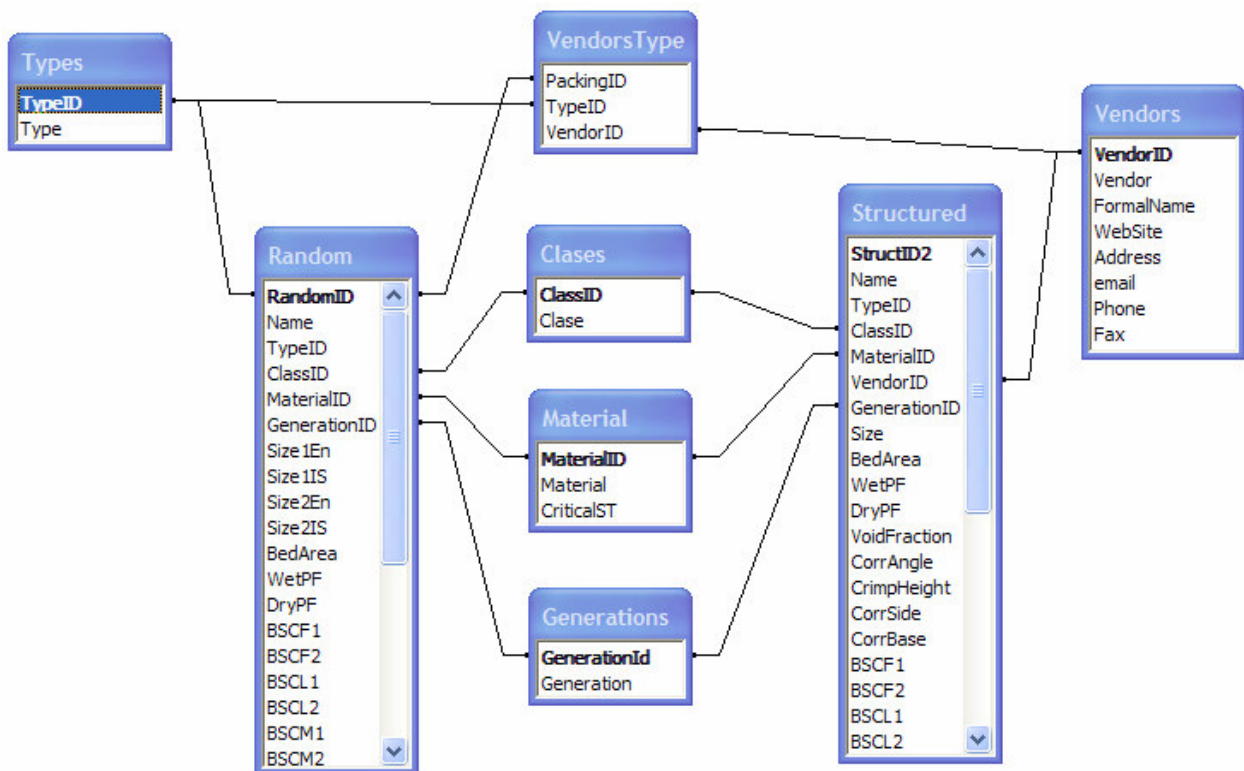 Types
TypeID
Type
VendorsType
PackingID
TypeID
VendorID
Vendors
VendorID
Vendor
FormalName
WebSite
Address
email
Phone
Fax
Random
RandomID
Name
TypeID
ClassID
MaterialID
GenerationID
Size1En
Size1IS
Size2En
Size2IS
BedArea
WetPF
DryPF
BSCF1
BSCF2
BSCL1
BSCL2
BSCM1
BSCM2
Clases
ClassID
Clase
Material
MaterialID
Material
CriticalST
Generations
GenerationId
Generation
Structured
StructID2
Name
TypeID
ClassID
MaterialID
VendorID
GenerationID
Size
BedArea
WetPF
DryPF
VoidFraction
CorrAngle
CrimpHeight
CorrSide
CorrBase
BSCF1
BSCF2
BSCL1
BSCL2